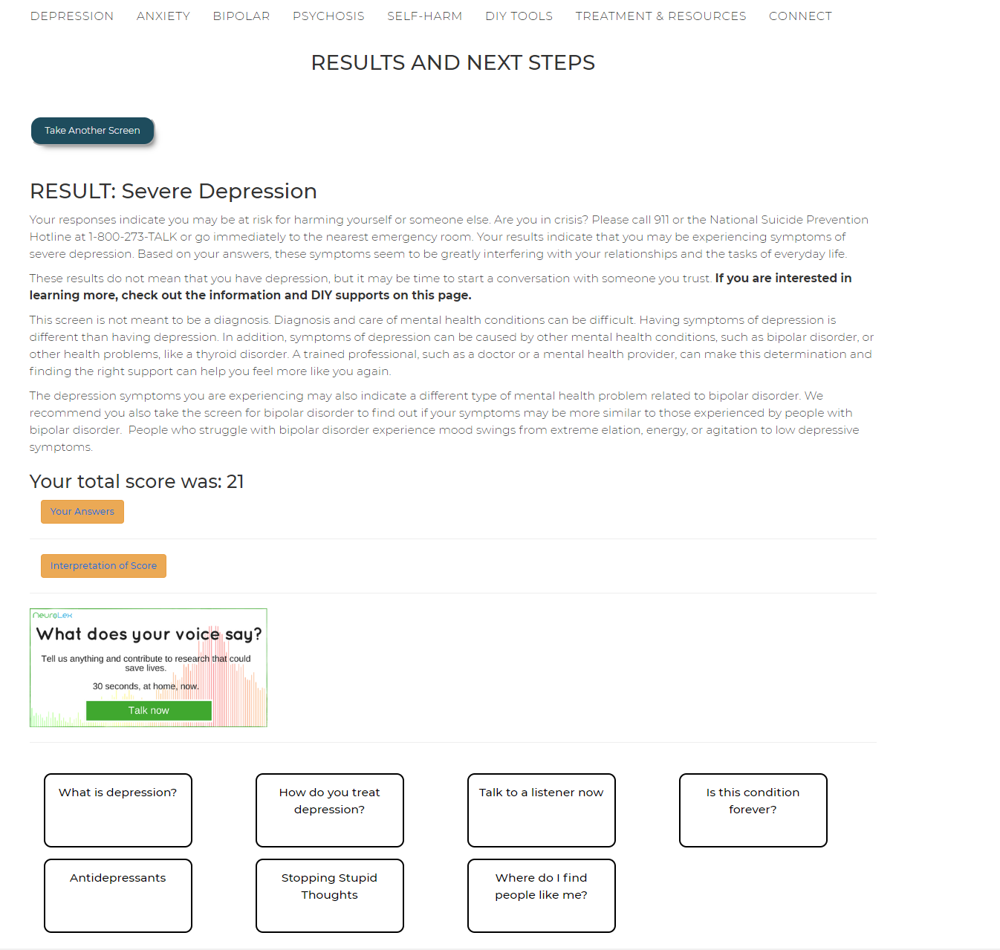 DEPRESSION ANXIETY BIPOLAR PSYCHOSIS SELF-HARM DIY TOOLS TREATMENT & RESOURCES CONNECT
RESULTS AND NEXT STEPS
Take Another Screen
RESULT: Severe Depression
Your responses indicate you may be at risk for harming yourself or someone else. Are you in crisis? Please call 911 or the National Suicide Prevention
Hotline at 1-800-273-TALK or go immediately to the nearest emergency room. Your results indicate that you may be experiencing symptoms of
severe depression. Based on your answers, these symptoms seem to be greatly interfering with your relationships and the tasks of everyday life.
These results do not mean that you have depression, but it may be time to start a conversation with someone you trust. If you are interested in
learning more, check out the information and DIY supports on this page.
This screen is not meant to be a diagnosis. Diagnosis and care of mental health conditions can be difficult. Having symptoms of depression is
different than having depression. In addition, symptoms of depression can be caused by other mental health conditions, such as bipolar disorder, or
other health problems, like a thyroid disorder. A trained professional, such as a doctor or a mental health provider, can make this determination and
finding the right support can help you feel more like you again.
The depression symptoms you are experiencing may also indicate a different type of mental health problem related to bipolar disorder. We
recommend you also take the screen for bipolar disorder to find out if your symptoms may be more similar to those experienced by people with
bipolar disorder. People who struggle with bipolar disorder experience mood swings from extreme elation, energy, or agitation to low depressive
symptoms.
Your total score was: 21
Your Answers
Interpretation of Score
NeuroLex
What does your voice say?
Tell us anything and contribute to research that could
save lives.
30 seconds, at home, now.
Talk now
What is depression?
How do you treat
depression?
Talk to a listener now
Is this condition
forever?
Antidepressants
Stopping Stupid
Thoughts
Where do I find
people like me?